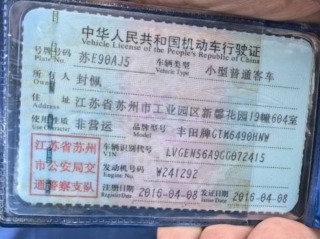 中华人民共和国机动车行驶证
Vehicle License of the People's Republic of China
号牌号码 苏E90AJ5 车辆类型 小型普通客车
Plate No. Vehicle Type
所有人 封佩
Owner
住址 江苏省苏州市工业园区新馨花园19幢604室
Address
使用性质 非营运 品牌型号 丰田牌GTM6490HNW
Use Character Model
江苏省苏州市公安局交通警察支队
车辆识别代号 LVGEN56A9GG072415
VIN
发动机号码 W241292
Engine No.
注册日期 2016-04-08 发证日期 2016-04-08
Register Date Issue Date